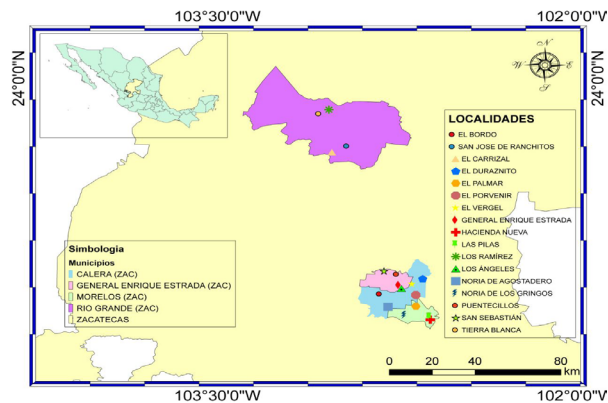 103°30'0"W
102°0'0"W
24°0'0"N
24°0'0"N
N
W
E
S
LOCALIDADES
EL BORDO
SAN JOSE DE RANCHITOS
EL CARRIZAL
EL DURAZNITO
EL PALMAR
EL PORVENIR
EL VERGEL
GENERAL ENRIQUE ESTRADA
HACIENDA NUEVA
LAS PILAS
LOS RAMÍREZ
LOS ÁNGELES
NORIA DE AGOSTADERO
NORIA DE LOS GRINGOS
PUENTECILLOS
SAN SEBASTIÁN
TIERRA BLANCA
Simbologia
Municipios
CALERA (ZAC)
GENERAL ENRIQUE ESTRADA (ZAC)
MORELOS (ZAC)
RIO GRANDE (ZAC)
ZACATECAS
0 20 40 60 80
km
103°30'0"W
102°0'0"W